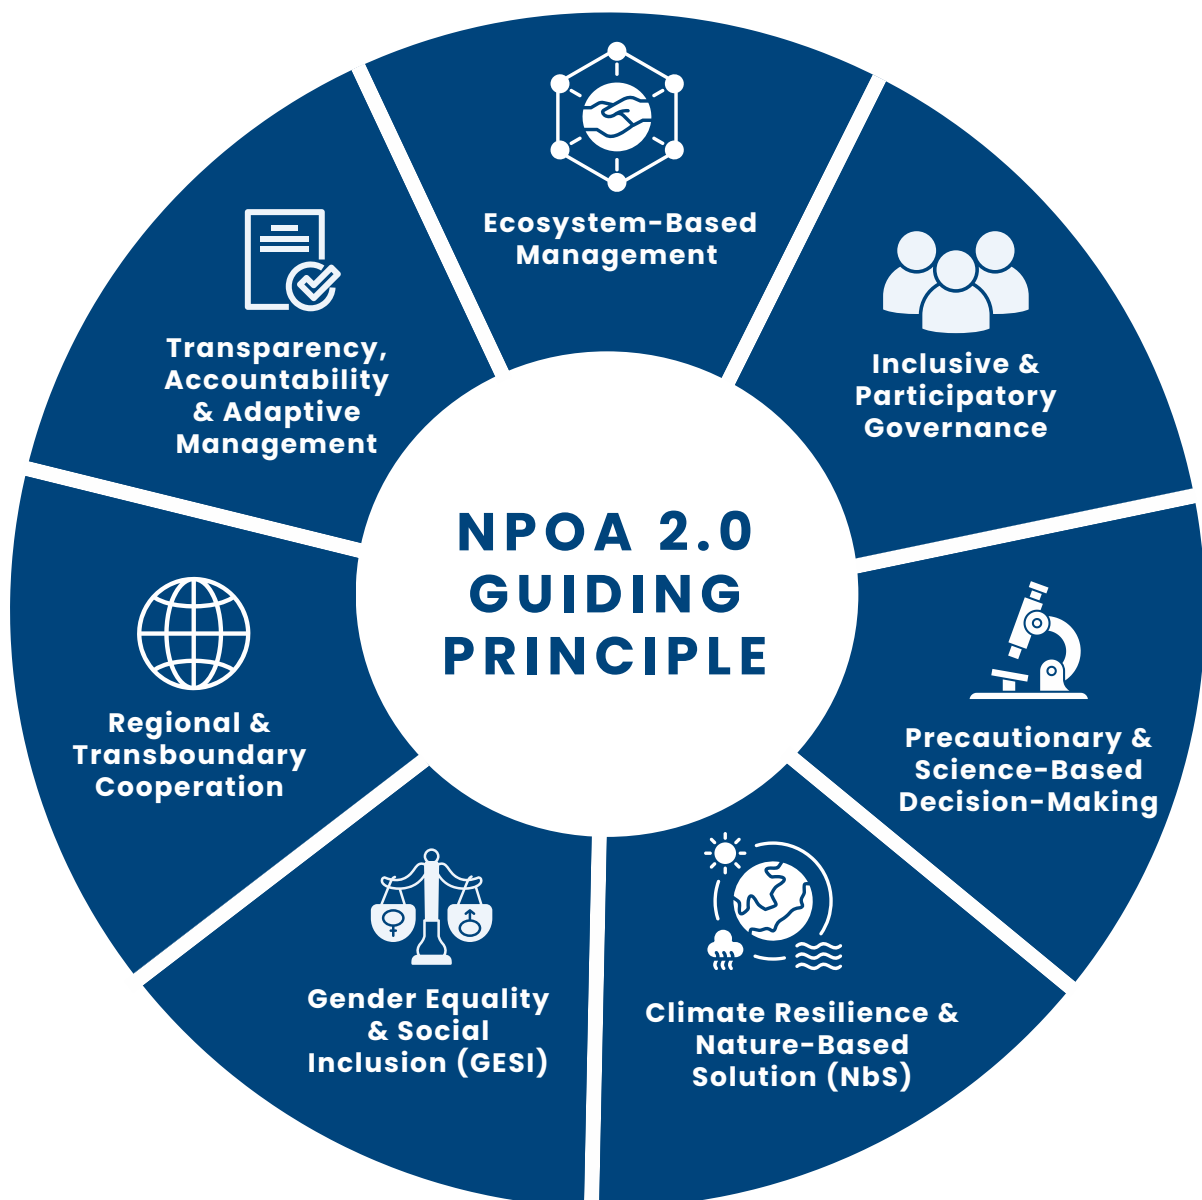 NPOA 2.0
GUIDING
PRINCIPLE
Ecosystem-Based
Management
Inclusive &
Participatory
Governance
Precautionary &
Science-Based
Decision-Making
Climate Resilience &
Nature-Based
Solution (NbS)
Gender Equality
& Social
Inclusion (GESI)
Regional &
Transboundary
Cooperation
Transparency,
Accountability
& Adaptive
Management